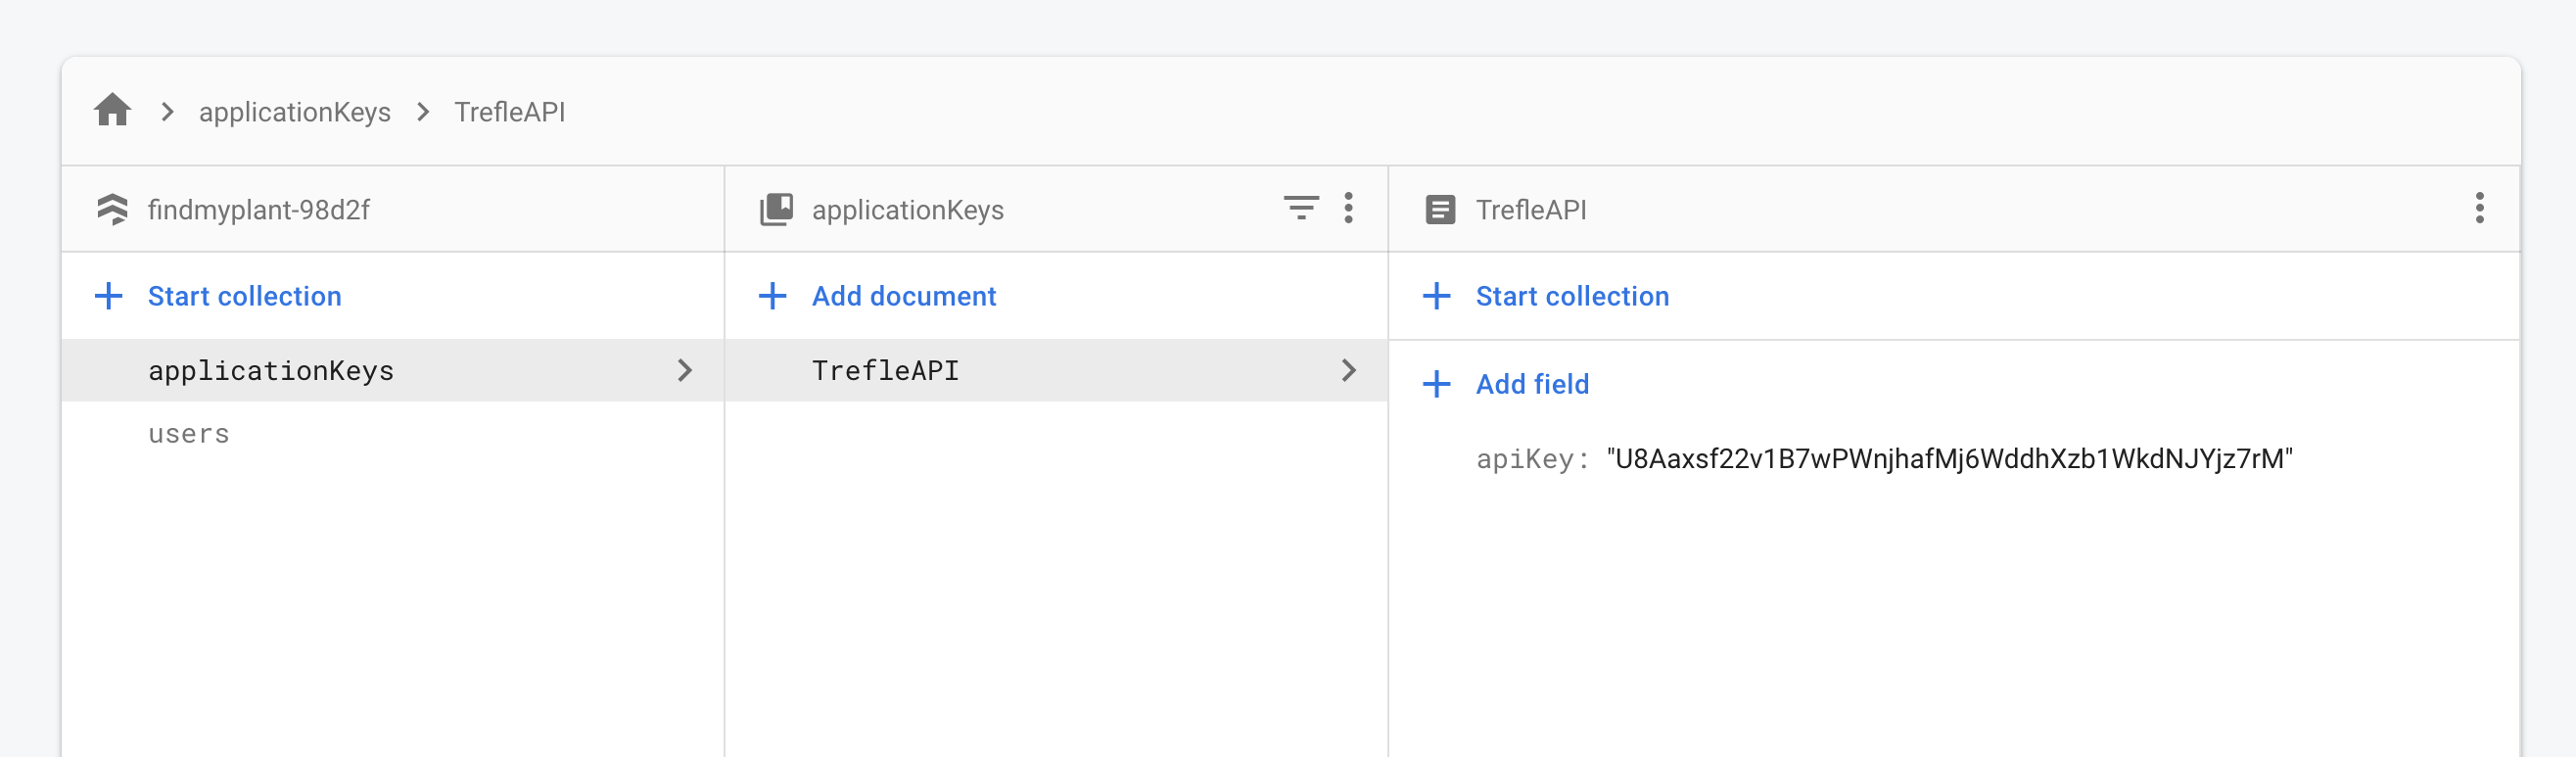 applicationKeys TrefleAPI
findmyplant-98d2f
Start collection
applicationKeys
users
applicationKeys
Add document
TrefleAPI
TrefleAPI
Start collection
Add field
apiKey: "U8Aaxsf22v1B7wPWnjhafMj6WddhXzb1WkdNJYjz7rM"